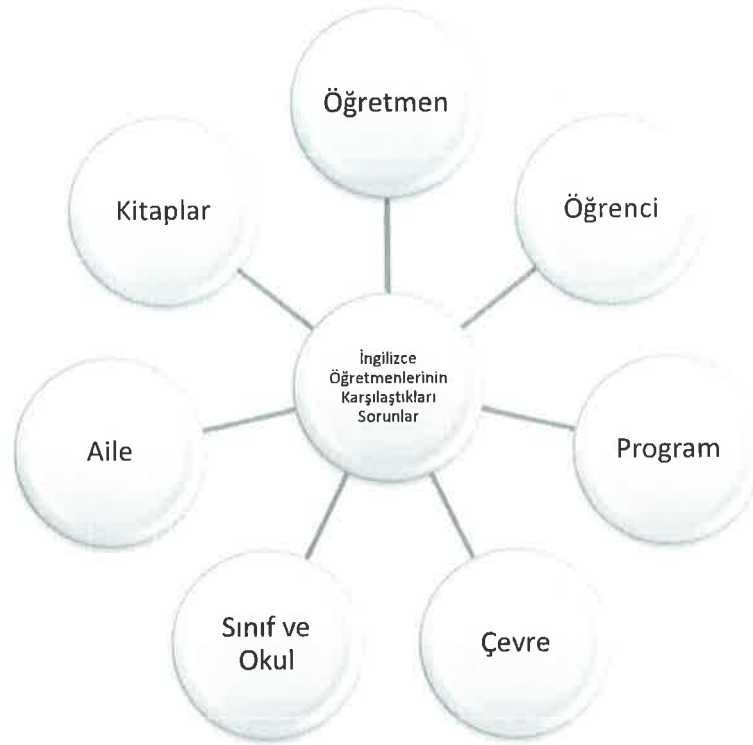 Öğretmen
Öğrenci
Kitaplar
İngilizce
Öğretmenlerinin
Karşılaştıkları
Sorunlar
Program
Aile
Çevre
Sınıf ve
Okul